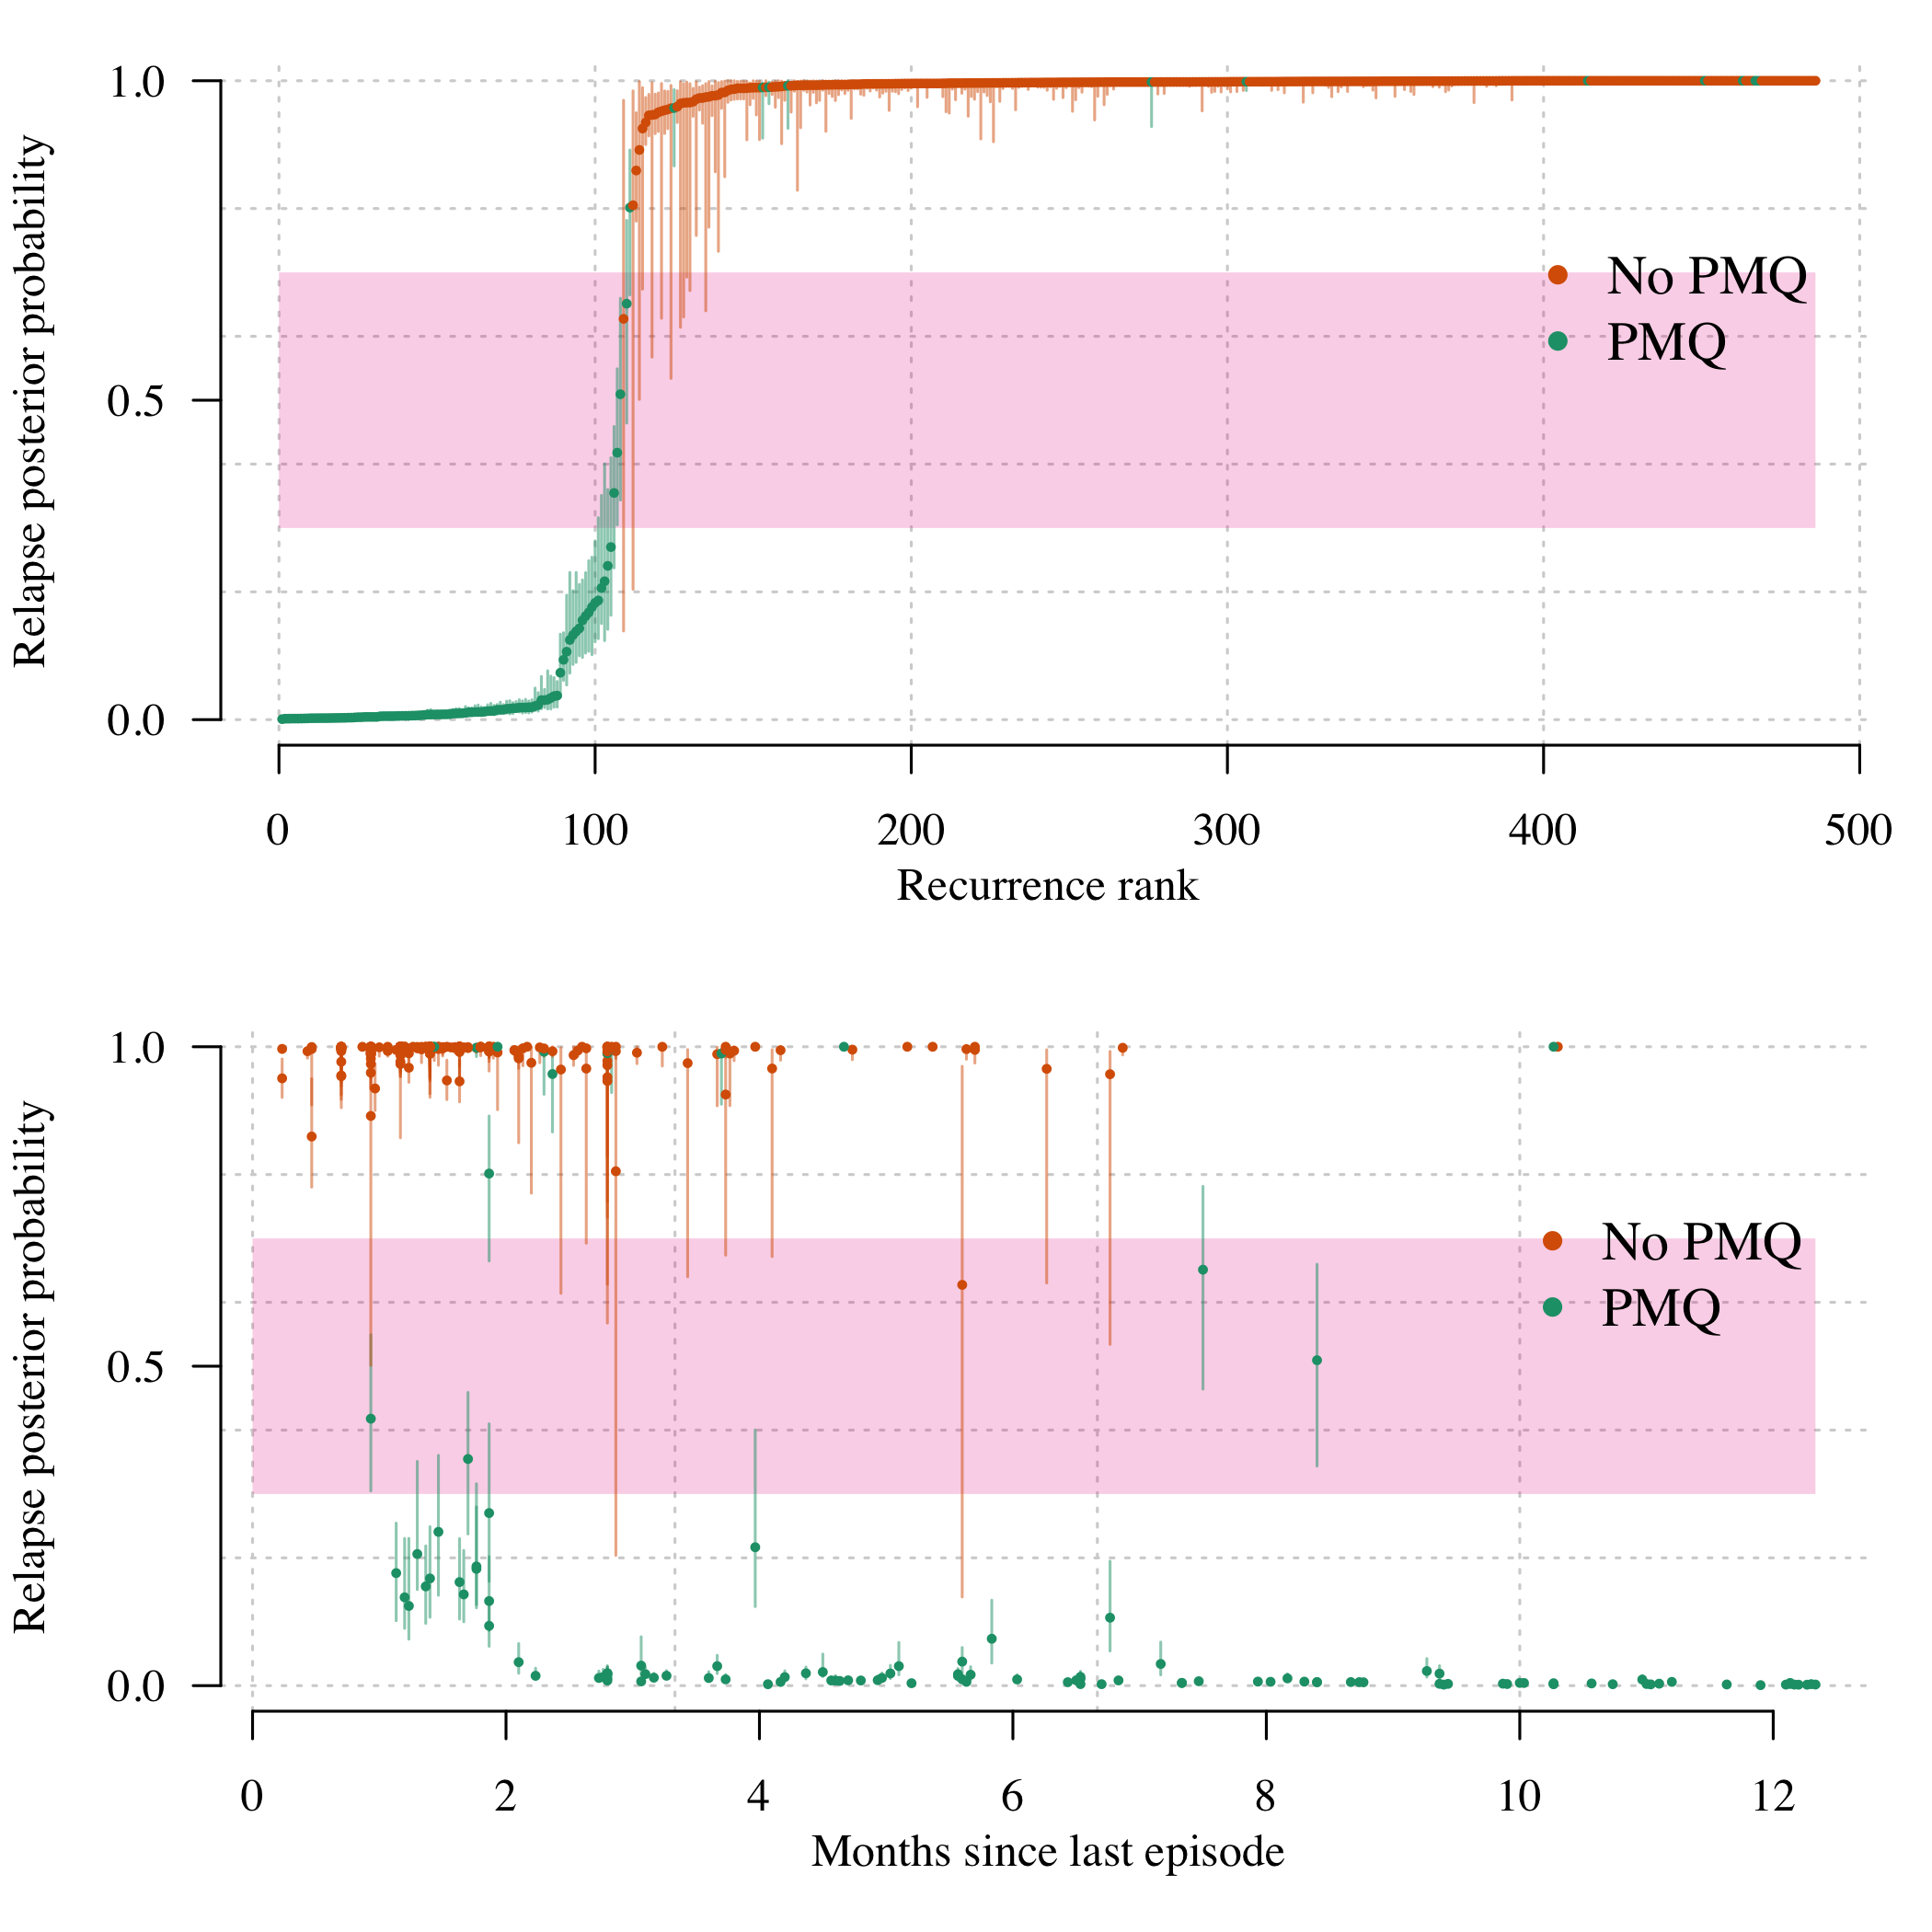 Relapse posterior probability
1.0
0.5
0.0
No PMQ
PMQ
0 100 200 300 400 500
Recurrence rank
Relapse posterior probability
1.0
0.5
0.0
No PMQ
PMQ
0 2 4 6 8 10 12
Months since last episode